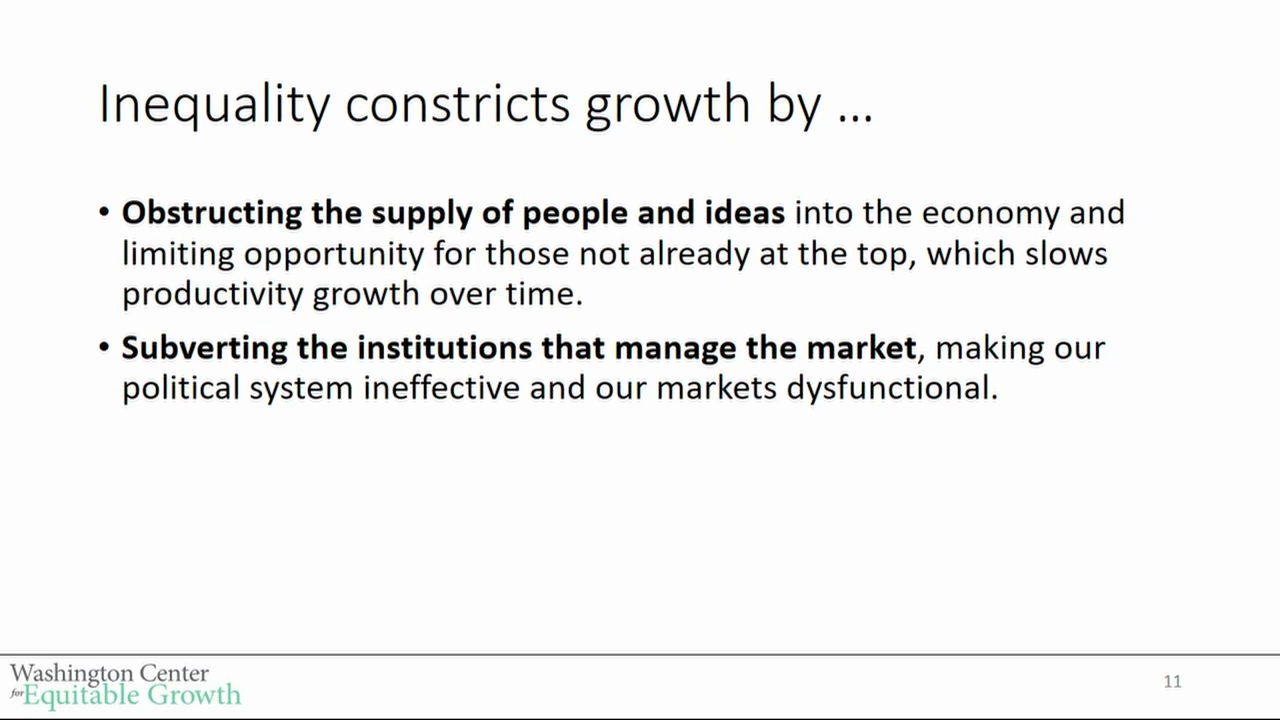 Inequality constricts growth by ...
• Obstructing the supply of people and ideas into the economy and
limiting opportunity for those not already at the top, which slows
productivity growth over time.
• Subverting the institutions that manage the market, making our
political system ineffective and our markets dysfunctional.
Washington Center
for Equitable Growth
11